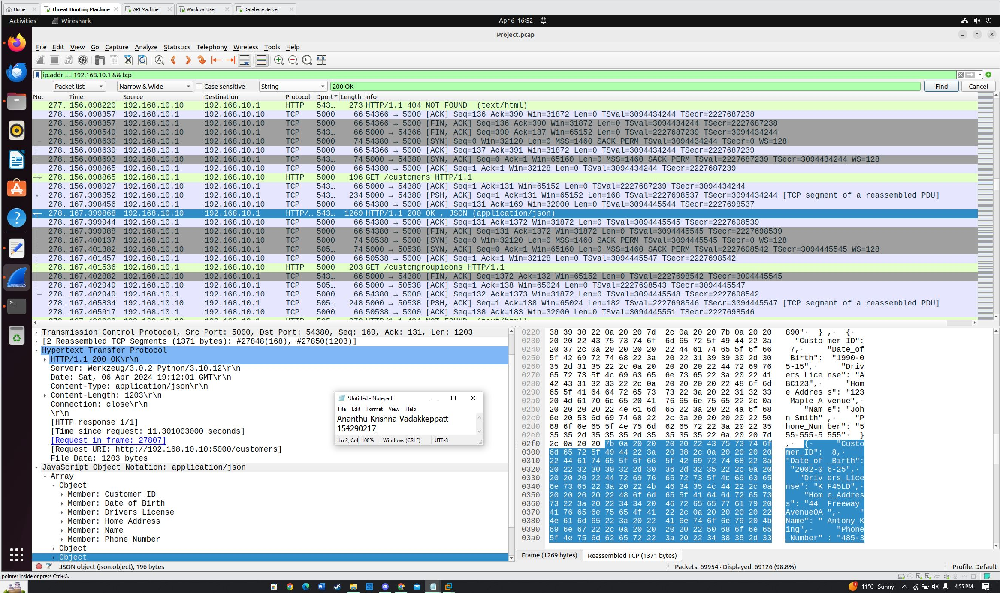 Home
Threat Hunting Machine
API Machine
Windows User
Database Server
Activities
Wireshark
Apr 6 16:52
Project.pcap
File Edit View Go Capture Analyze Statistics Telephony Wireless Tools Help
ip.addr == 192.168.10.1 && tcp
Packet list Narrow & Wide Case sensitive String 200 OK Find Cancel
No. Time Source Destination Protocol Dport Length Info
277… 156.098220 192.168.10.10 192.168.10.1 HTTP 543… 273 HTTP/1.1 404 NOT FOUND (text/html)
278… 156.098357 192.168.10.1 192.168.10.10 TCP 5000 66 54366 → 5000 [ACK] Seq=136 Ack=390 Win=31872 Len=0 TSval=3094434244 TSecr=2227687238
278… 156.098357 192.168.10.1 192.168.10.10 TCP 5000 66 54366 → 5000 [FIN, ACK] Seq=136 Ack=390 Win=31872 Len=0 TSval=3094434244 TSecr=2227687238
278… 156.098549 192.168.10.10 192.168.10.1 TCP 543… 66 5000 → 54366 [FIN, ACK] Seq=390 Ack=137 Win=65152 Len=0 TSval=2227687239 TSecr=3094434244
278… 156.098639 192.168.10.1 192.168.10.10 TCP 5000 74 54380 → 5000 [SYN] Seq=0 Win=32120 Len=0 MSS=1460 SACK_PERM TSval=3094434244 TSecr=0 WS=128
278… 156.098639 192.168.10.1 192.168.10.10 TCP 5000 66 54366 → 5000 [ACK] Seq=137 Ack=391 Win=31872 Len=0 TSval=3094434244 TSecr=2227687239
278… 156.098693 192.168.10.10 192.168.10.1 TCP 543… 74 5000 → 54380 [SYN, ACK] Seq=0 Ack=1 Win=65160 Len=0 MSS=1460 SACK_PERM TSval=2227687239 TSecr=3094434244 WS=128
278… 156.098865 192.168.10.1 192.168.10.10 TCP 5000 66 54380 → 5000 [ACK] Seq=1 Ack=1 Win=32128 Len=0 TSval=3094434244 TSecr=2227687239
278… 156.098865 192.168.10.1 192.168.10.10 HTTP 5000 196 GET /customers HTTP/1.1
278… 156.098927 192.168.10.10 192.168.10.1 TCP 543… 66 5000 → 54380 [ACK] Seq=1 Ack=131 Win=65152 Len=0 TSval=2227687239 TSecr=3094434244
278… 167.398352 192.168.10.10 192.168.10.1 TCP 543… 234 5000 → 54380 [PSH, ACK] Seq=1 Ack=131 Win=65152 Len=168 TSval=2227698537 TSecr=3094434244 [TCP segment of a reassembled PDU]
278… 167.398456 192.168.10.1 192.168.10.10 TCP 5000 66 54380 → 5000 [ACK] Seq=131 Ack=169 Win=32000 Len=0 TSval=3094445544 TSecr=2227698537
278… 167.399868 192.168.10.10 192.168.10.1 HTTP/… 543… 1269 HTTP/1.1 200 OK , JSON (application/json)
278… 167.399944 192.168.10.1 192.168.10.10 TCP 5000 66 54380 → 5000 [ACK] Seq=131 Ack=1372 Win=31872 Len=0 TSval=3094445545 TSecr=2227698539
278… 167.399988 192.168.10.1 192.168.10.10 TCP 5000 66 54380 → 5000 [FIN, ACK] Seq=131 Ack=1372 Win=31872 Len=0 TSval=3094445545 TSecr=2227698539
278… 167.400137 192.168.10.1 192.168.10.10 TCP 5000 74 50538 → 5000 [SYN] Seq=0 Win=32120 Len=0 MSS=1460 SACK_PERM TSval=3094445545 TSecr=0 WS=128
278… 167.401382 192.168.10.10 192.168.10.1 TCP 505… 74 5000 → 50538 [SYN, ACK] Seq=0 Ack=1 Win=65160 Len=0 MSS=1460 SACK_PERM TSval=2227698542 TSecr=3094445545 WS=128
278… 167.401457 192.168.10.1 192.168.10.10 TCP 5000 66 50538 → 5000 [ACK] Seq=1 Ack=1 Win=32128 Len=0 TSval=3094445547 TSecr=2227698542
278… 167.401536 192.168.10.1 192.168.10.10 HTTP 5000 203 GET /customgroupicons HTTP/1.1
278… 167.402882 192.168.10.10 192.168.10.1 TCP 543… 66 5000 → 54380 [FIN, ACK] Seq=1372 Ack=132 Win=65152 Len=0 TSval=2227698542 TSecr=3094445545
278… 167.402949 192.168.10.10 192.168.10.1 TCP 505… 66 5000 → 50538 [ACK] Seq=1 Ack=138 Win=65024 Len=0 TSval=2227698543 TSecr=3094445547
278… 167.402949 192.168.10.1 192.168.10.10 TCP 5000 66 54380 → 5000 [ACK] Seq=132 Ack=1373 Win=31872 Len=0 TSval=3094445548 TSecr=2227698542
278… 167.405834 192.168.10.10 192.168.10.1 TCP 505… 248 5000 → 50538 [PSH, ACK] Seq=1 Ack=138 Win=65024 Len=182 TSval=2227698546 TSecr=3094445547 [TCP segment of a reassembled PDU]
278… 167.405917 192.168.10.1 192.168.10.10 TCP 5000 66 50538 → 5000 [ACK] Seq=138 Ack=183 Win=32000 Len=0 TSval=3094445551 TSecr=2227698546
Transmission Control Protocol, Src Port: 5000, Dst Port: 54380, Seq: 169, Ack: 131, Len: 1203
[2 Reassembled TCP Segments (1371 bytes): #27848(168), #27850(1203)]
Hypertext Transfer Protocol
HTTP/1.1 200 OK\r\n
Server: Werkzeug/3.0.2 Python/3.10.12\r\n
Date: Sat, 06 Apr 2024 19:12:01 GMT\r\n
Content-Type: application/json\r\n
Content-Length: 1203\r\n
Connection: close\r\n
\r\n
[HTTP response 1/1]
[Time since request: 11.301003000 seconds]
[Request in frame: 27807]
[Request URI: http://192.168.10.10:5000/customers]
File Data: 1203 bytes
JavaScript Object Notation: application/json
Array
Object
Member: Customer_ID
Member: Date_of_Birth
Member: Drivers_License
Member: Home_Address
Member: Name
Member: Phone_Number
Object
Object
*Untitled - Notepad
File Edit Format View Help
Ananthu Krishna Vadakkeppatt
154290217
Ln 2, Col 100% Windows (CRLF) UTF-8
0220 38 39 30 22 0a 20 20 7d 2c 0a 20 20 7b 0a 20 20 890"· } ,· {·
0230 20 20 22 43 75 73 74 6f 6d 65 72 5f 49 44 22 3a "Custo mer_ID":
0240 20 37 2c 0a 20 20 20 20 22 44 61 74 65 5f 6f 66 7,· "Date_of
0250 5f 42 69 72 74 68 22 3a 20 22 31 39 39 30 2d 30 _Birth": "1990-0
0260 35 2d 31 35 22 2c 0a 20 20 20 20 22 44 72 69 76 5-15",· "Driv
0270 65 72 73 5f 4c 69 63 65 6e 73 65 22 3a 20 22 41 ers_Lice nse": "A
0280 42 43 31 32 33 22 2c 0a 20 20 20 20 22 48 6f 6d BC123",· "Hom
0290 65 5f 41 64 64 72 65 73 73 22 3a 20 22 31 32 33 e_Addres s": "123
02a0 20 4d 61 70 6c 65 20 41 76 65 6e 75 65 22 2c 0a Maple A venue",·
02b0 20 20 20 20 22 4e 61 6d 65 22 3a 20 22 4a 6f 68 "Nam e": "Joh
02c0 6e 20 53 6d 69 74 68 22 2c 0a 20 20 20 20 22 50 n Smith" ,· "P
02d0 68 6f 6e 65 5f 4e 75 6d 62 65 72 22 3a 20 22 35 hone_Num ber": "5
02e0 35 35 2d 35 35 35 2d 35 35 35 35 22 0a 20 20 7d 55-555-5 555"· }
02f0 2c 0a 20 20 7b 0a 20 20 20 20 22 43 75 73 74 6f ,· {· "Custo
0300 6d 65 72 5f 49 44 22 3a 20 38 2c 0a 20 20 20 20 mer_ID": 8,·
0310 22 44 61 74 65 5f 6f 66 5f 42 69 72 74 68 22 3a "Date_of _Birth":
0320 20 22 32 30 30 32 2d 30 36 2d 32 35 22 2c 0a 20 "2002-0 6-25",·
0330 20 20 20 22 44 72 69 76 65 72 73 5f 4c 69 63 65 "Driv ers_Lice
0340 6e 73 65 22 3a 20 22 4b 46 34 35 4c 44 22 2c 0a nse": "K F45LD",·
0350 20 20 20 20 22 48 6f 6d 65 5f 41 64 64 72 65 73 "Hom e_Addres
0360 73 22 3a 20 22 34 34 20 46 72 65 65 77 61 79 20 s": "44 Freeway
0370 41 76 65 6e 75 65 4f 41 22 2c 0a 20 20 20 20 22 AvenueOA ",· "
0380 4e 61 6d 65 22 3a 20 22 41 6e 74 6f 6e 79 20 4b Name": " Antony K
0390 69 6e 67 22 2c 0a 20 20 20 20 22 50 68 6f 6e 65 ing",· "Phone
03a0 5f 4e 75 6d 62 65 72 22 3a 20 22 34 38 35 2d 33 _Number" : "485-3
Frame (1269 bytes) Reassembled TCP (1371 bytes)
JSON object (json.object), 196 bytes
Packets: 69954 · Displayed: 69126 (98.8%)
Profile: Default
pointer inside or press Ctrl+G.
11°C Sunny
4:55 PM